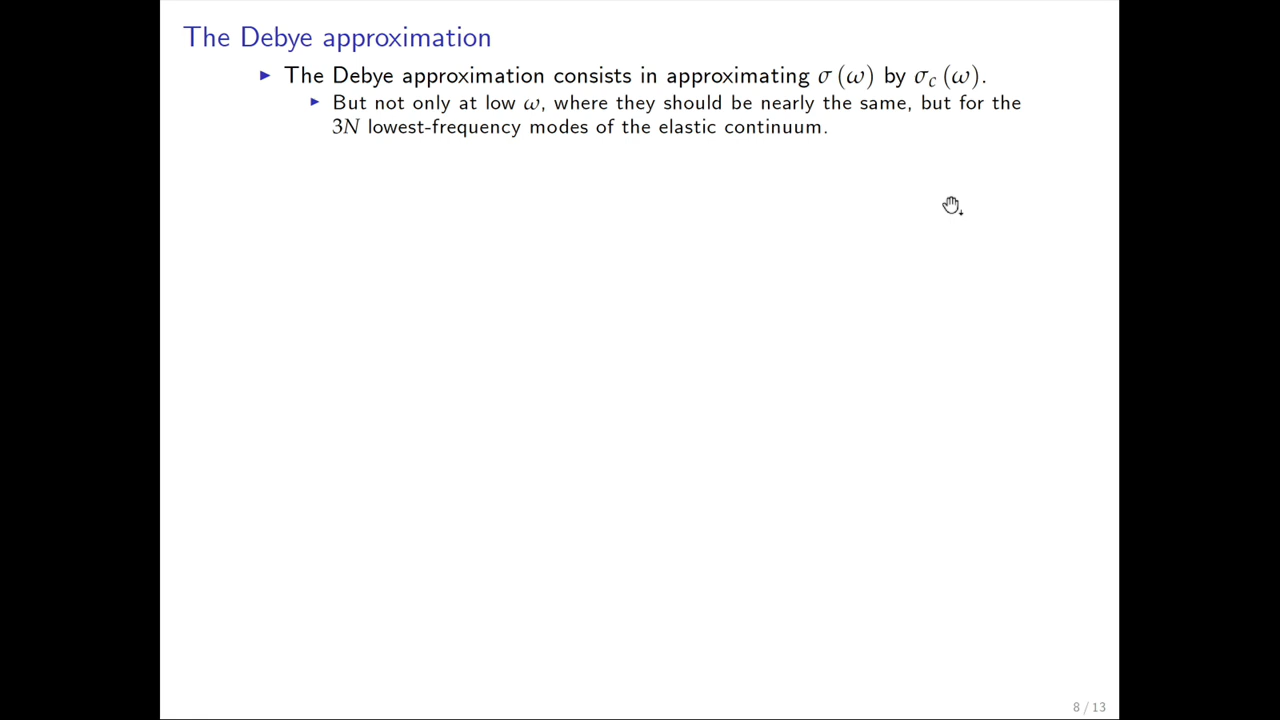 The Debye approximation
▶ The Debye approximation consists in approximating σ (ω) by σc (ω).
▶ But not only at low ω, where they should be nearly the same, but for the
3N lowest-frequency modes of the elastic continuum.
8 / 13